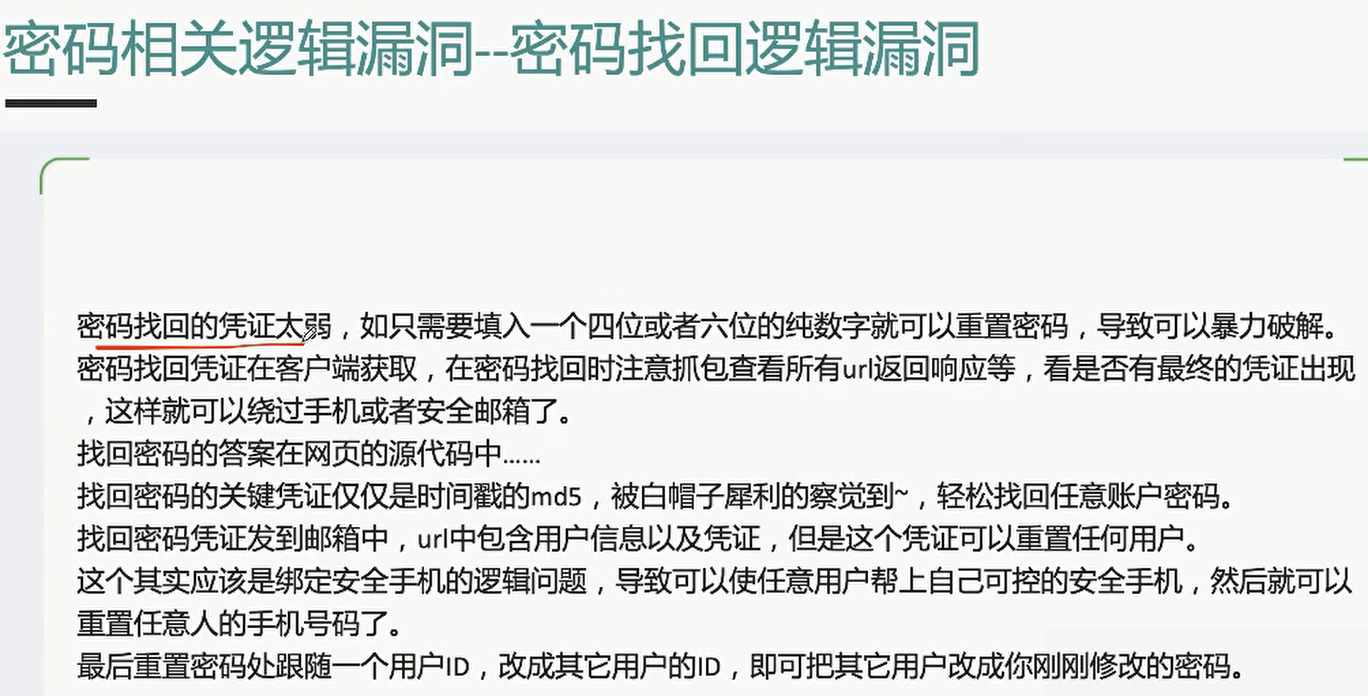 密码相关逻辑漏洞--密码找回逻辑漏洞
密码找回的凭证太弱，如只需要填入一个四位或者六位的纯数字就可以重置密码，导致可以暴力破解。
密码找回凭证在客户端获取，在密码找回时注意抓包查看所有url返回响应等，看是否有最终的凭证出现
，这样就可以绕过手机或者安全邮箱了。
找回密码的答案在网页的源代码中……
找回密码的关键凭证仅仅是时间戳的md5，被白帽子犀利的察觉到~，轻松找回任意账户密码。
找回密码凭证发到邮箱中，url中包含用户信息以及凭证，但是这个凭证可以重置任何用户。
这个其实应该是绑定安全手机的逻辑问题，导致可以使任意用户帮上自己可控的安全手机，然后就可以
重置任意人的手机号码了。
最后重置密码处跟随一个用户ID，改成其它用户的ID，即可把其它用户改成你刚刚修改的密码。